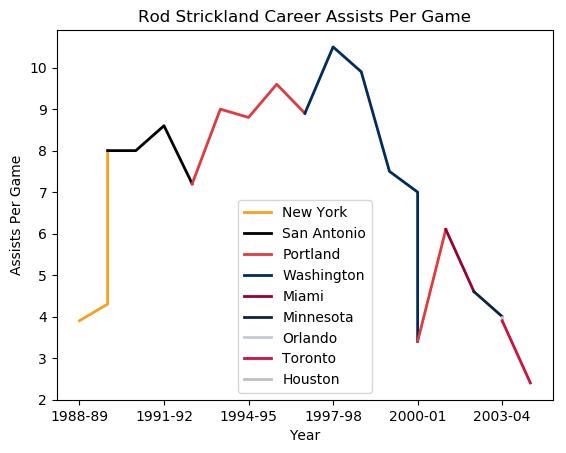 Rod Strickland Career Assists Per Game
Assists Per Game
10
9
8
7
6
5
4
3
2
New York
San Antonio
Portland
Washington
Miami
Minnesota
Orlando
Toronto
Houston
1988-89 1991-92 1994-95 1997-98 2000-01 2003-04
Year